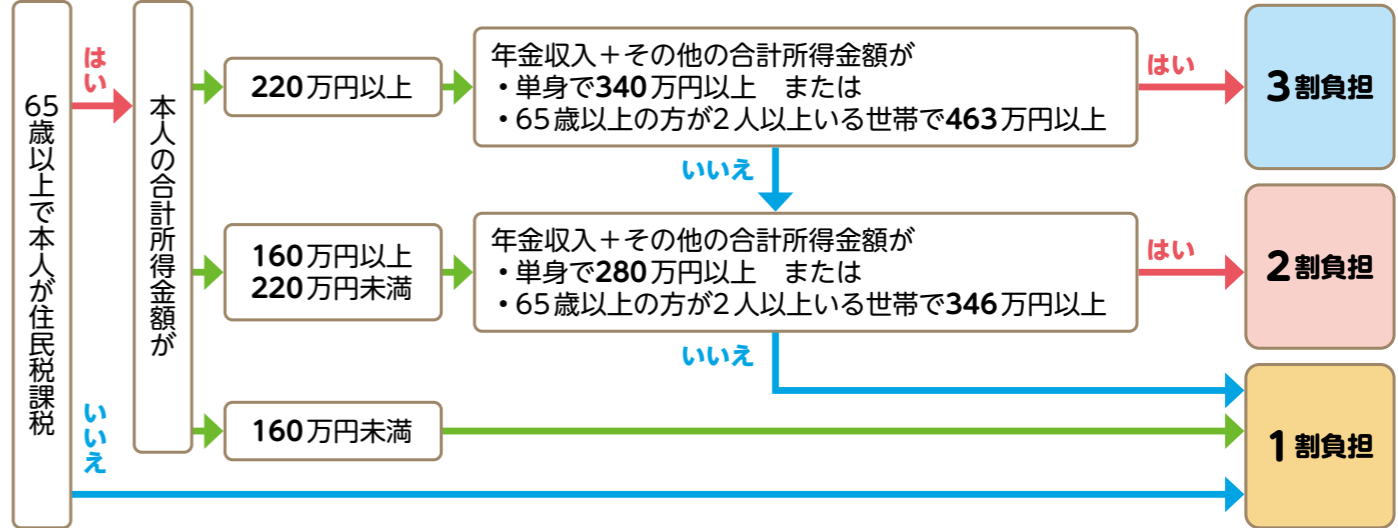 65歳以上で本人が住民税課税
はい
いいえ
本人の合計所得金額が
220万円以上
年金収入＋その他の合計所得金額が
・単身で340万円以上　または
・65歳以上の方が2人以上いる世帯で463万円以上
はい
3割負担
いいえ
160万円以上
220万円未満
年金収入＋その他の合計所得金額が
・単身で280万円以上　または
・65歳以上の方が2人以上いる世帯で346万円以上
はい
2割負担
いいえ
160万円未満
1割負担